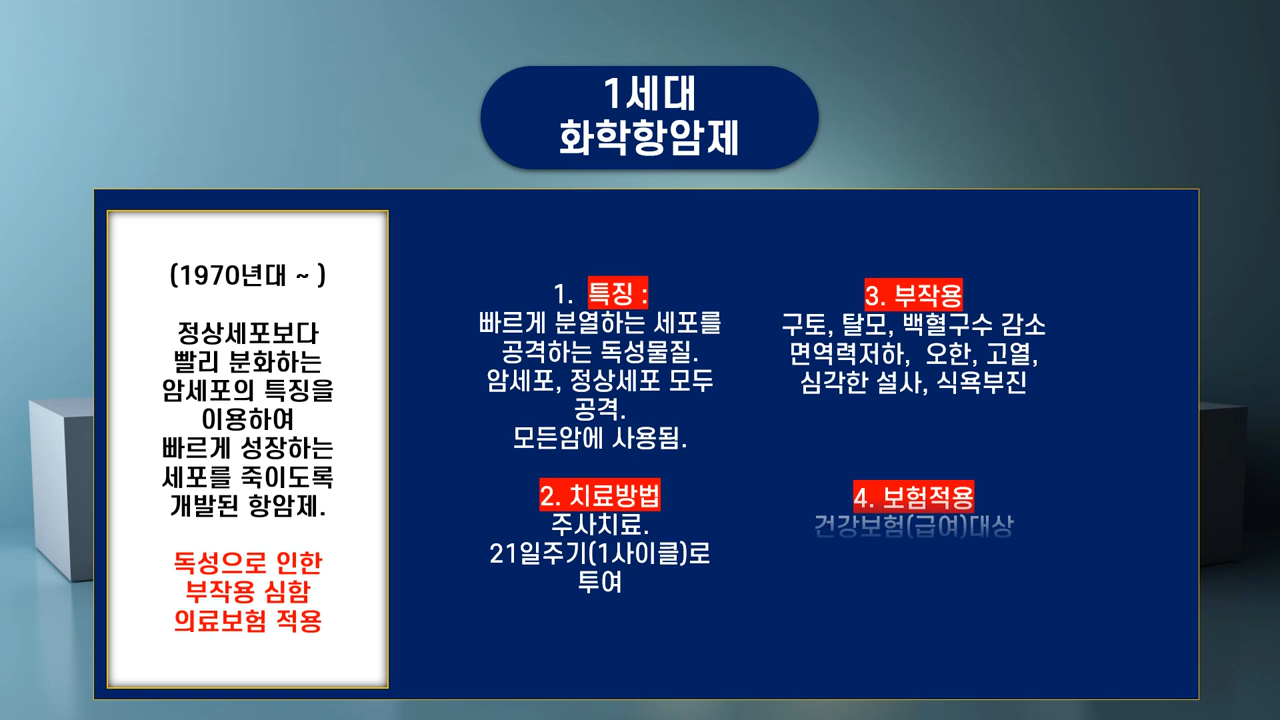 1세대
화학항암제
(1970년대 ~ )
정상세포보다
빨리 분화하는
암세포의 특징을
이용하여
빠르게 성장하는
세포를 죽이도록
개발된 항암제.
독성으로 인한
부작용 심함
의료보험 적용
1. 특징 :
빠르게 분열하는 세포를
공격하는 독성물질.
암세포, 정상세포 모두
공격.
모든암에 사용됨.
2. 치료방법
주사치료.
21일주기(1사이클)로
투여
3. 부작용
구토, 탈모, 백혈구수 감소
면역력저하, 오한, 고열,
심각한 설사, 식욕부진
4. 보험적용
건강보험(급여)대상